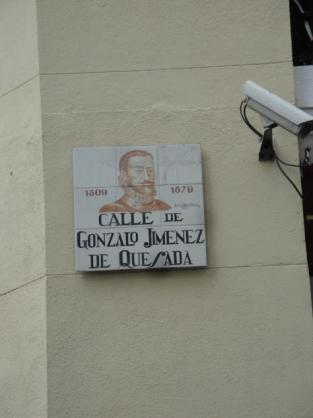 1509 1579
CALLE DE
GONZALO JIMENEZ
DE QUESADA